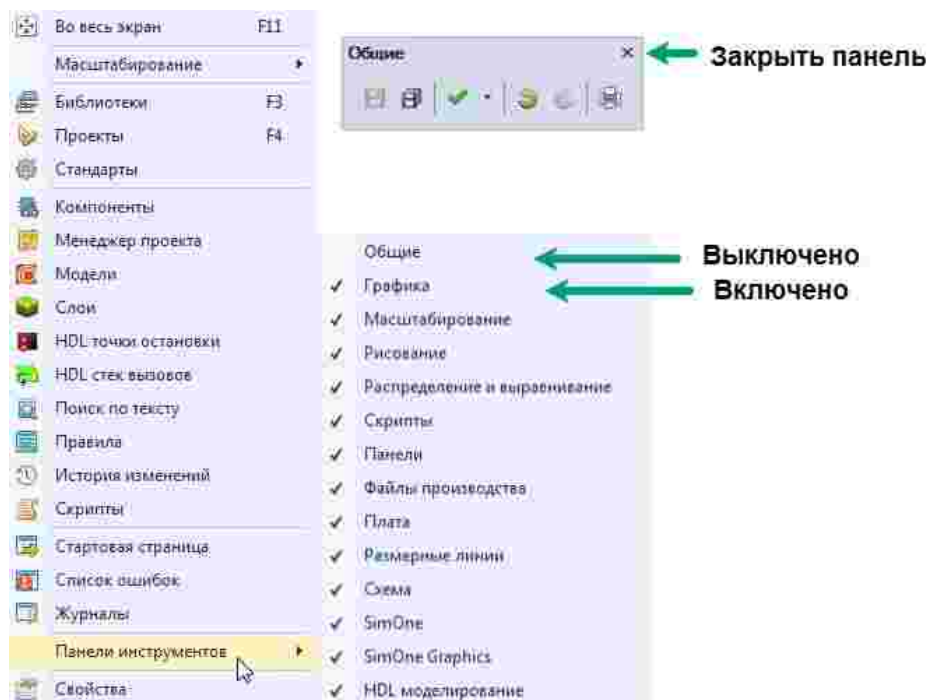 Во весь экран F11
Масштабирование
Библиотеки F3
Проекты F4
Стандарты
Компоненты
Менеджер проекта
Модели
Слои
HDL точки остановки
HDL стек вызовов
Поиск по тексту
Правила
История изменений
Скрипты
Стартовая страница
Список ошибок
Журналы
Панели инструментов
Свойства
Общие
Закрыть панель
Общие
Выключено
Графика
Включено
Масштабирование
Рисование
Распределение и выравнивание
Скрипты
Панели
Файлы производства
Плата
Размерные линии
Схема
SimOne
SimOne Graphics
HDL моделирование